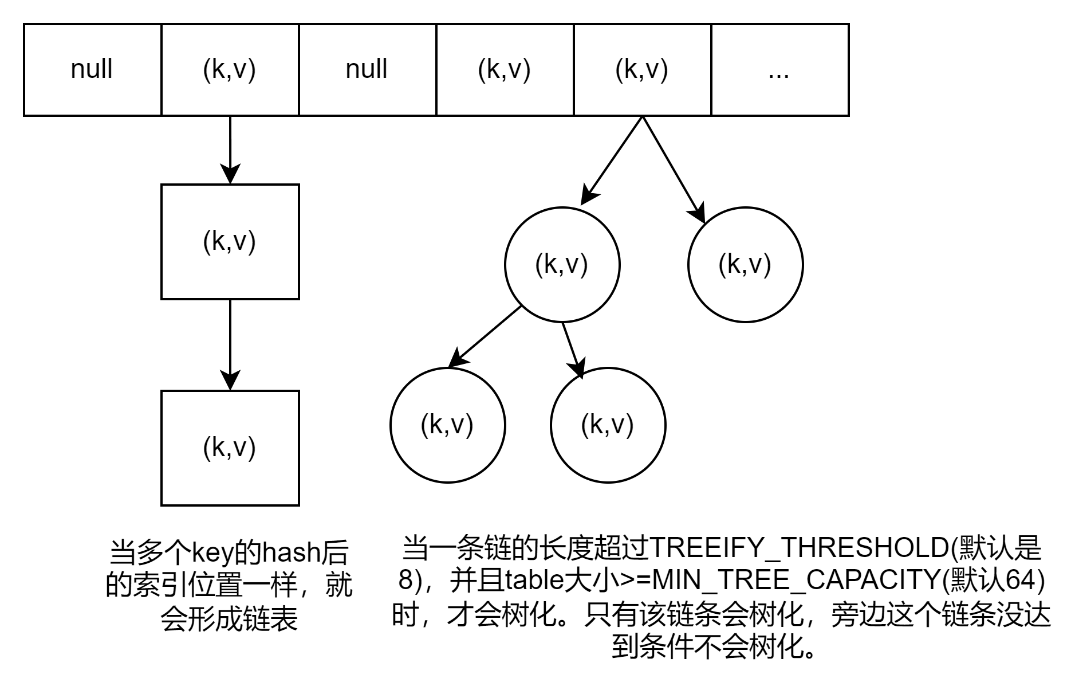 null (k,v) null (k,v) (k,v) ...
(k,v)
(k,v) (k,v)
(k,v) (k,v)
(k,v)
当多个key的hash后
的索引位置一样，就
会形成链表
当一条链的长度超过TREEIFY_THRESHOLD(默认是
8)，并且table大小>=MIN_TREE_CAPACITY(默认64)
时，才会树化。只有该链条会树化，旁边这个链条没达
到条件不会树化。